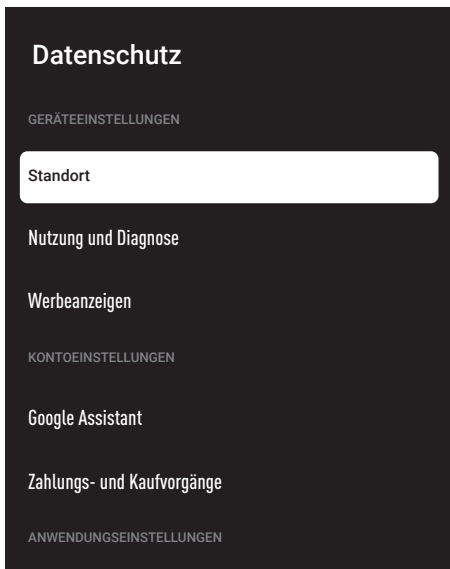 Datenschutz
GERÄTEEINSTELLUNGEN
Standort
Nutzung und Diagnose
Werbeanzeigen
KONTOEINSTELLUNGEN
Google Assistant
Zahlungs- und Kaufvorgänge
ANWENDUNGSEINSTELLUNGEN